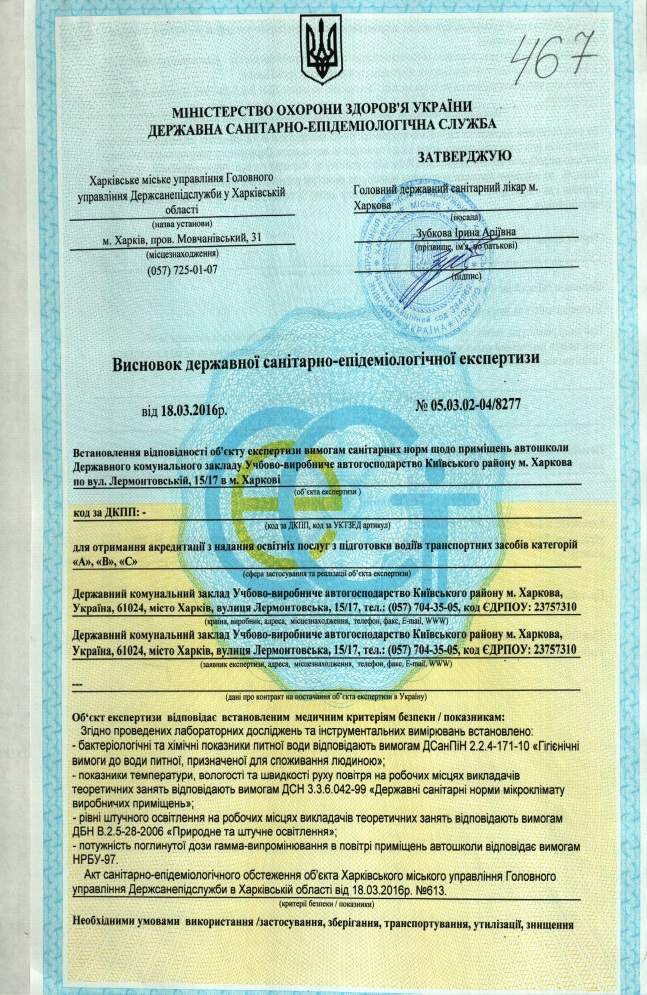 467
МІНІСТЕРСТВО ОХОРОНИ ЗДОРОВ'Я УКРАЇНИ
ДЕРЖАВНА САНІТАРНО-ЕПІДЕМІОЛОГІЧНА СЛУЖБА
ЗАТВЕРДЖУЮ
Харківське міське управління Головного
управління Держсанепідслужби у Харківській
області
(назва установи)
м. Харків, пров. Мовчанівський, 31
(місцезнаходження)
(057) 725-01-07
Головний державний санітарний лікар м.
Харкова
(посада)
Зубкова Ірина Аріївна
(прізвище, ім'я, по батькові)
(підпис)
Висновок державної санітарно-епідеміологічної експертизи
від 18.03.2016р.
№ 05.03.02-04/8277
Встановлення відповідності об'єкту експертизи вимогам санітарних норм щодо приміщень автошколи
Державного комунального закладу Учбово-виробниче автогосподарство Київського району м. Харкова
по вул. Лермонтовській, 15/17 в м. Харкові
(об'єкта експертизи )
код за ДКПП: -
(код за ДКПП, код за УКТЗЕД артикул)
для отримання акредитації з надання освітніх послуг з підготовки водіїв транспортних засобів категорій
«А», «В», «С»
(сфера застосування та реалізації об'єкта експертизи)
Державний комунальний заклад Учбово-виробниче автогосподарство Київського району м. Харкова,
Україна, 61024, місто Харків, вулиця Лермонтовська, 15/17, тел.: (057) 704-35-05, код ЄДРПОУ: 23757310
(країна, виробник, адреса, місцезнаходження, телефон, факс, E-mail, WWW)
Державний комунальний заклад Учбово-виробниче автогосподарство Київського району м. Харкова,
Україна, 61024, місто Харків, вулиця Лермонтовська, 15/17, тел.: (057) 704-35-05, код ЄДРПОУ: 23757310
(заявник експертизи, адреса, місцезнаходження, телефон, факс, E-mail, WWW)
---
(дані про контракт на постачання об'єкта експертизи в Україну)
Об'єкт експертизи відповідає встановленим медичним критеріям безпеки / показникам:
Згідно проведених лабораторних досліджень та інструментальних вимірювань встановлено:
- бактеріологічні та хімічні показники питної води відповідають вимогам ДСанПіН 2.2.4-171-10 «Гігієнічні
вимоги до води питної, призначеної для споживання людиною»;
- показники температури, вологості та швидкості руху повітря на робочих місцях викладачів
теоретичних занять відповідають вимогам ДСН 3.3.6.042-99 «Державні санітарні норми мікроклімату
виробничих приміщень»;
- рівні штучного освітлення на робочих місцях викладачів теоретичних занять відповідають вимогам
ДБН В.2.5-28-2006 «Природне та штучне освітлення»;
- потужність поглинутої дози гамма-випромінювання в повітрі приміщень автошколи відповідає вимогам
НРБУ-97.
Акт санітарно-епідеміологічного обстеження об'єкта Харківського міського управління Головного
управління Держсанепідслужби в Харківській області від 18.03.2016р. №613.
(критерії безпеки / показники)
Необхідними умовами використання /застосування, зберігання, транспортування, утилізації, знищення